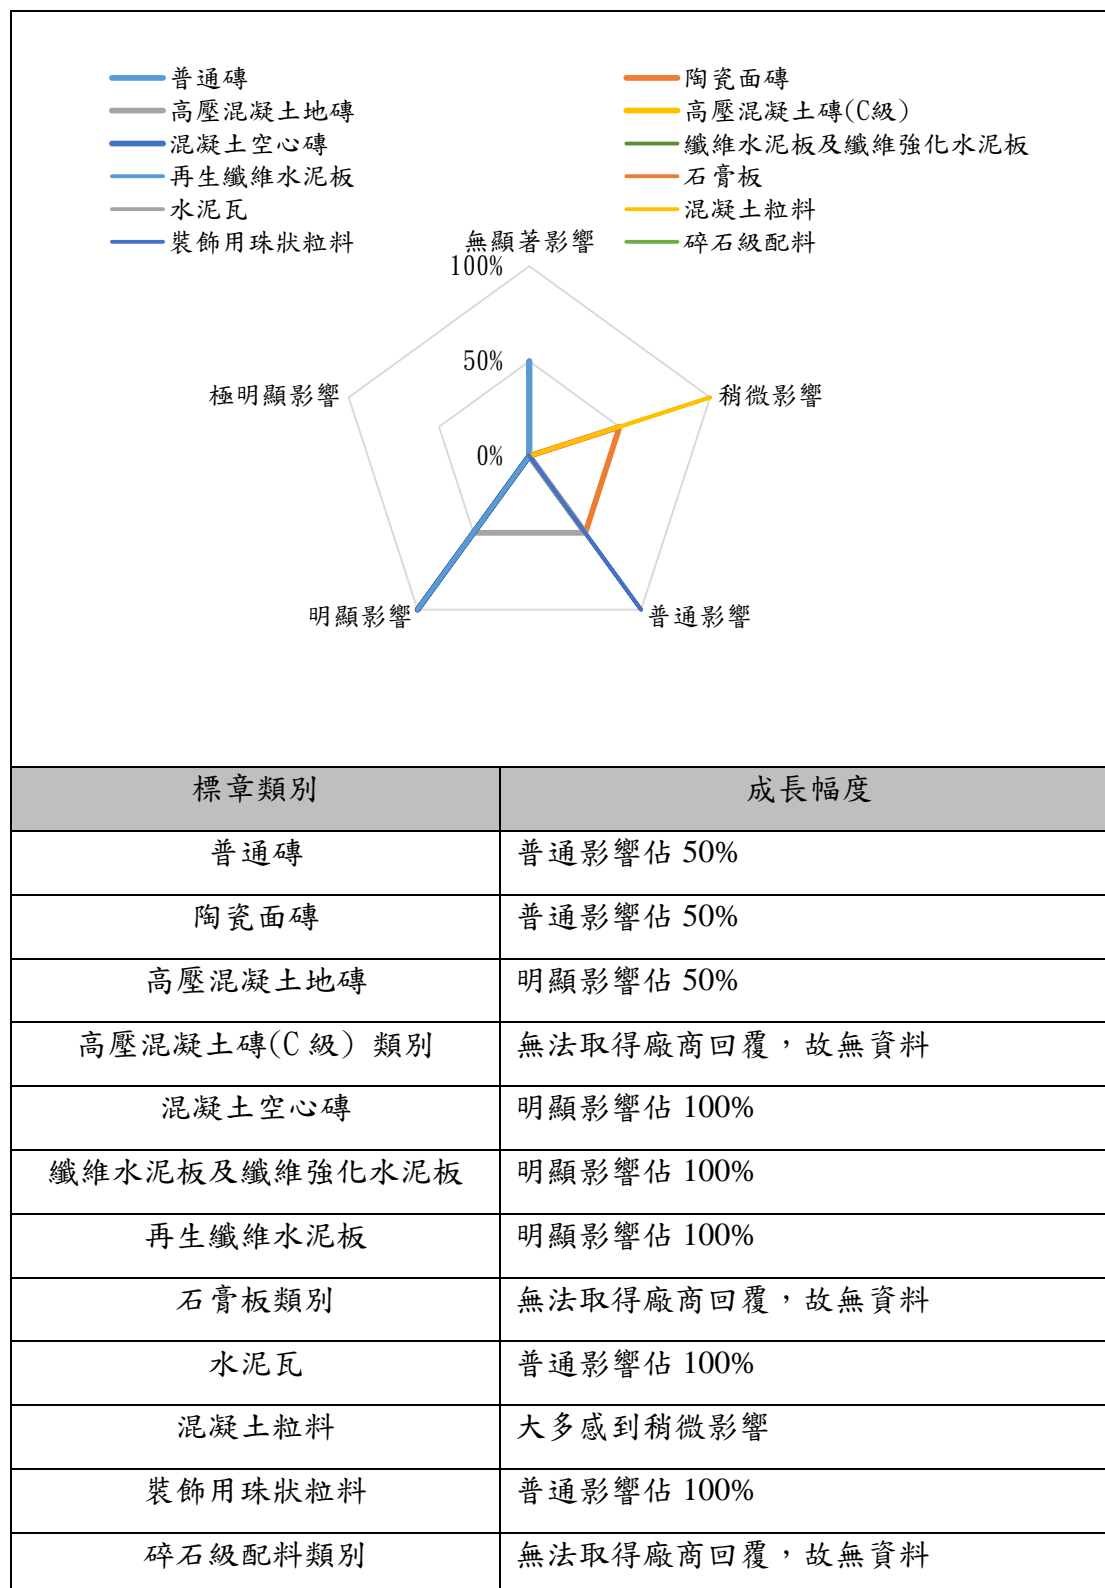 普通磚
陶瓷面磚
高壓混凝土地磚
高壓混凝土磚(C級)
混凝土空心磚
纖維水泥板及纖維強化水泥板
再生纖維水泥板
石膏板
水泥瓦
混凝土粒料
裝飾用珠狀粒料
碎石級配料
無顯著影響
100%
50%
0%
極明顯影響
稍微影響
明顯影響
普通影響
標章類別 成長幅度
普通磚 普通影響佔 50%
陶瓷面磚 普通影響佔 50%
高壓混凝土地磚 明顯影響佔 50%
高壓混凝土磚(C 級) 類別 無法取得廠商回覆，故無資料
混凝土空心磚 明顯影響佔 100%
纖維水泥板及纖維強化水泥板 明顯影響佔 100%
再生纖維水泥板 明顯影響佔 100%
石膏板類別 無法取得廠商回覆，故無資料
水泥瓦 普通影響佔 100%
混凝土粒料 大多感到稍微影響
裝飾用珠狀粒料 普通影響佔 100%
碎石級配料類別 無法取得廠商回覆，故無資料